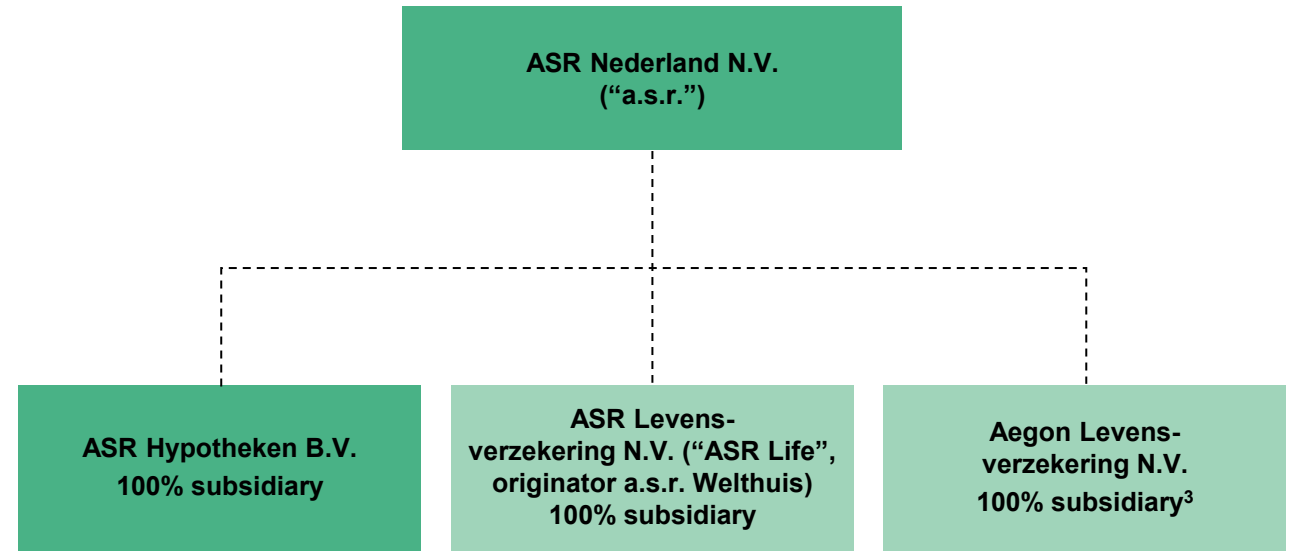 ASR Nederland N.V.
(“a.s.r.”)
ASR Hypotheken B.V.
100% subsidiary
ASR Levens-
verzekering N.V. (“ASR Life”,
originator a.s.r. Welthuis)
100% subsidiary
Aegon Levens-
verzekering N.V.
100% subsidiary³